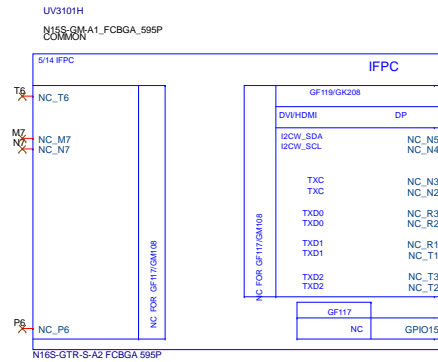 UV3101H
N15S-GM-A1_FCBGA_595P
COMMON
5/14 IFPC
IFPC
T6
NC_T6
M7
NC_M7
N7
NC_N7
P6
NC_P6
NC FOR GF117/GM108
NC FOR GF117/GM108
GF119/GK208
DVI/HDMI DP
I2CW_SDA NC_N5
I2CW_SCL NC_N4
TXC NC_N3
TXC NC_N2
TXD0 NC_R3
TXD0 NC_R2
TXD1 NC_R1
TXD1 NC_T1
TXD2 NC_T3
TXD2 NC_T2
GF117
NC GPIO15
N16S-GTR-S-A2 FCBGA 595P